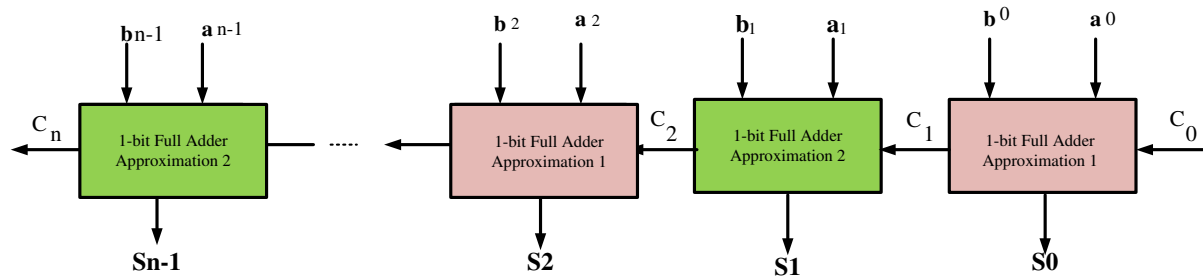 bn-1 an-1 b2 a2 b1 a1 b0 a0
Cn C2 C1 C0
1-bit Full Adder
Approximation 2
.....
1-bit Full Adder
Approximation 1
1-bit Full Adder
Approximation 2
1-bit Full Adder
Approximation 1
Sn-1 S2 S1 S0